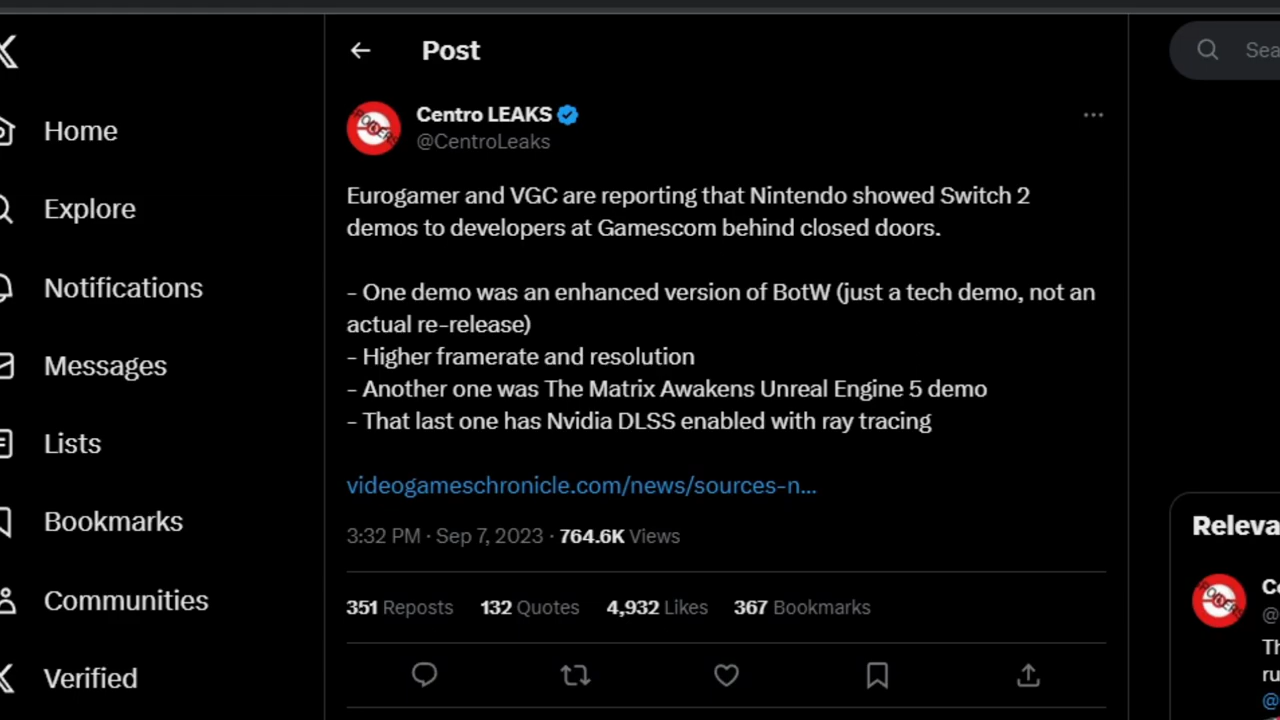 Post
Sea
Home
Explore
Notifications
Messages
Lists
Bookmarks
Communities
Verified
Centro LEAKS
@CentroLeaks
Eurogamer and VGC are reporting that Nintendo showed Switch 2
demos to developers at Gamescom behind closed doors.
- One demo was an enhanced version of BotW (just a tech demo, not an
actual re-release)
- Higher framerate and resolution
- Another one was The Matrix Awakens Unreal Engine 5 demo
- That last one has Nvidia DLSS enabled with ray tracing
videogameschronicle.com/news/sources-n...
3:32 PM · Sep 7, 2023 · 764.6K Views
351 Reposts 132 Quotes 4,932 Likes 367 Bookmarks
Releva
Ce
@
Th
ru
@